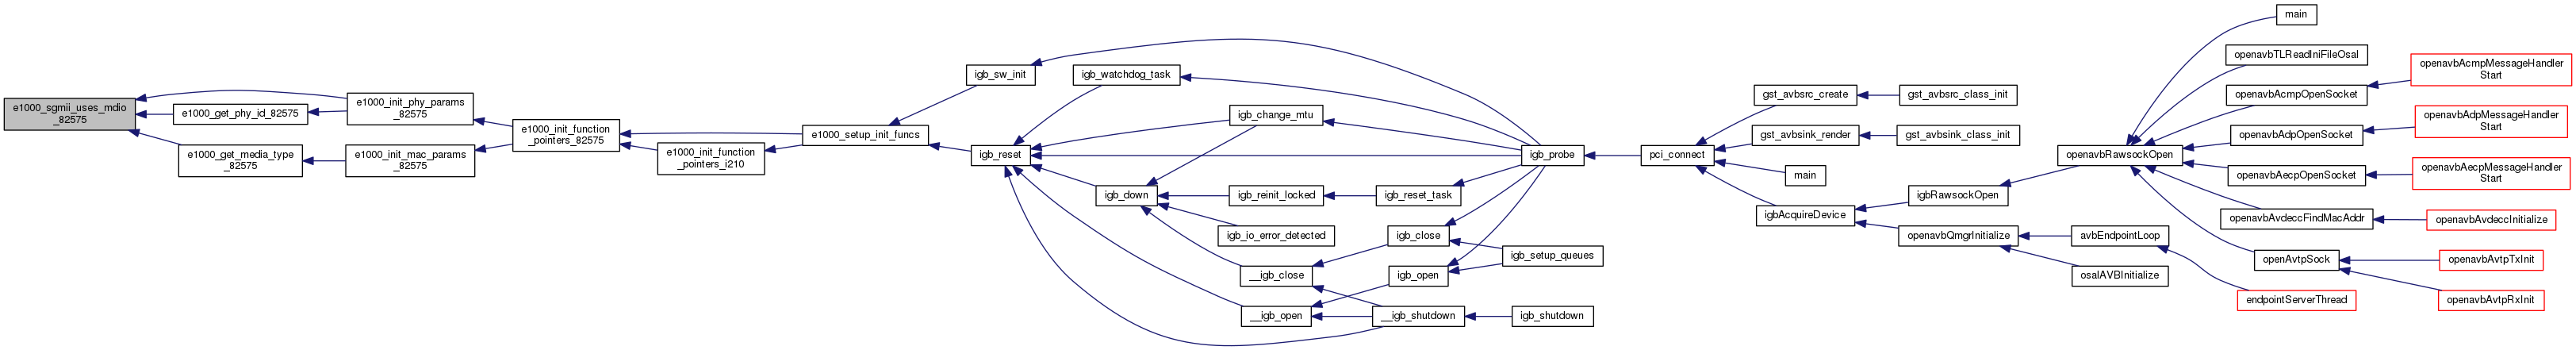 e1000_sgmii_uses_mdio
_82575
e1000_get_phy_id_82575
e1000_get_media_type
_82575
e1000_init_phy_params
_82575
e1000_init_mac_params
_82575
e1000_init_function
_pointers_82575
e1000_init_function
_pointers_i210
e1000_setup_init_funcs
igb_sw_init
igb_reset
igb_watchdog_task
igb_change_mtu
igb_down
igb_reinit_locked
igb_io_error_detected
__igb_close
__igb_open
igb_reset_task
igb_close
igb_open
__igb_shutdown
igb_probe
igb_setup_queues
igb_shutdown
pci_connect
gst_avbsrc_create
gst_avbsink_render
main
igbAcquireDevice
gst_avbsrc_class_init
gst_avbsink_class_init
igbRawsockOpen
openavbQmgrInitialize
openavbRawsockOpen
avbEndpointLoop
osalAVBInitialize
main
openavbTLReadIniFileOsal
openavbAcmpOpenSocket
openavbAdpOpenSocket
openavbAecpOpenSocket
openavbAvdeccFindMacAddr
openAvtpSock
endpointServerThread
openavbAcmpMessageHandler
Start
openavbAdpMessageHandler
Start
openavbAecpMessageHandler
Start
openavbAvdeccInitialize
openavbAvtpTxInit
openavbAvtpRxInit